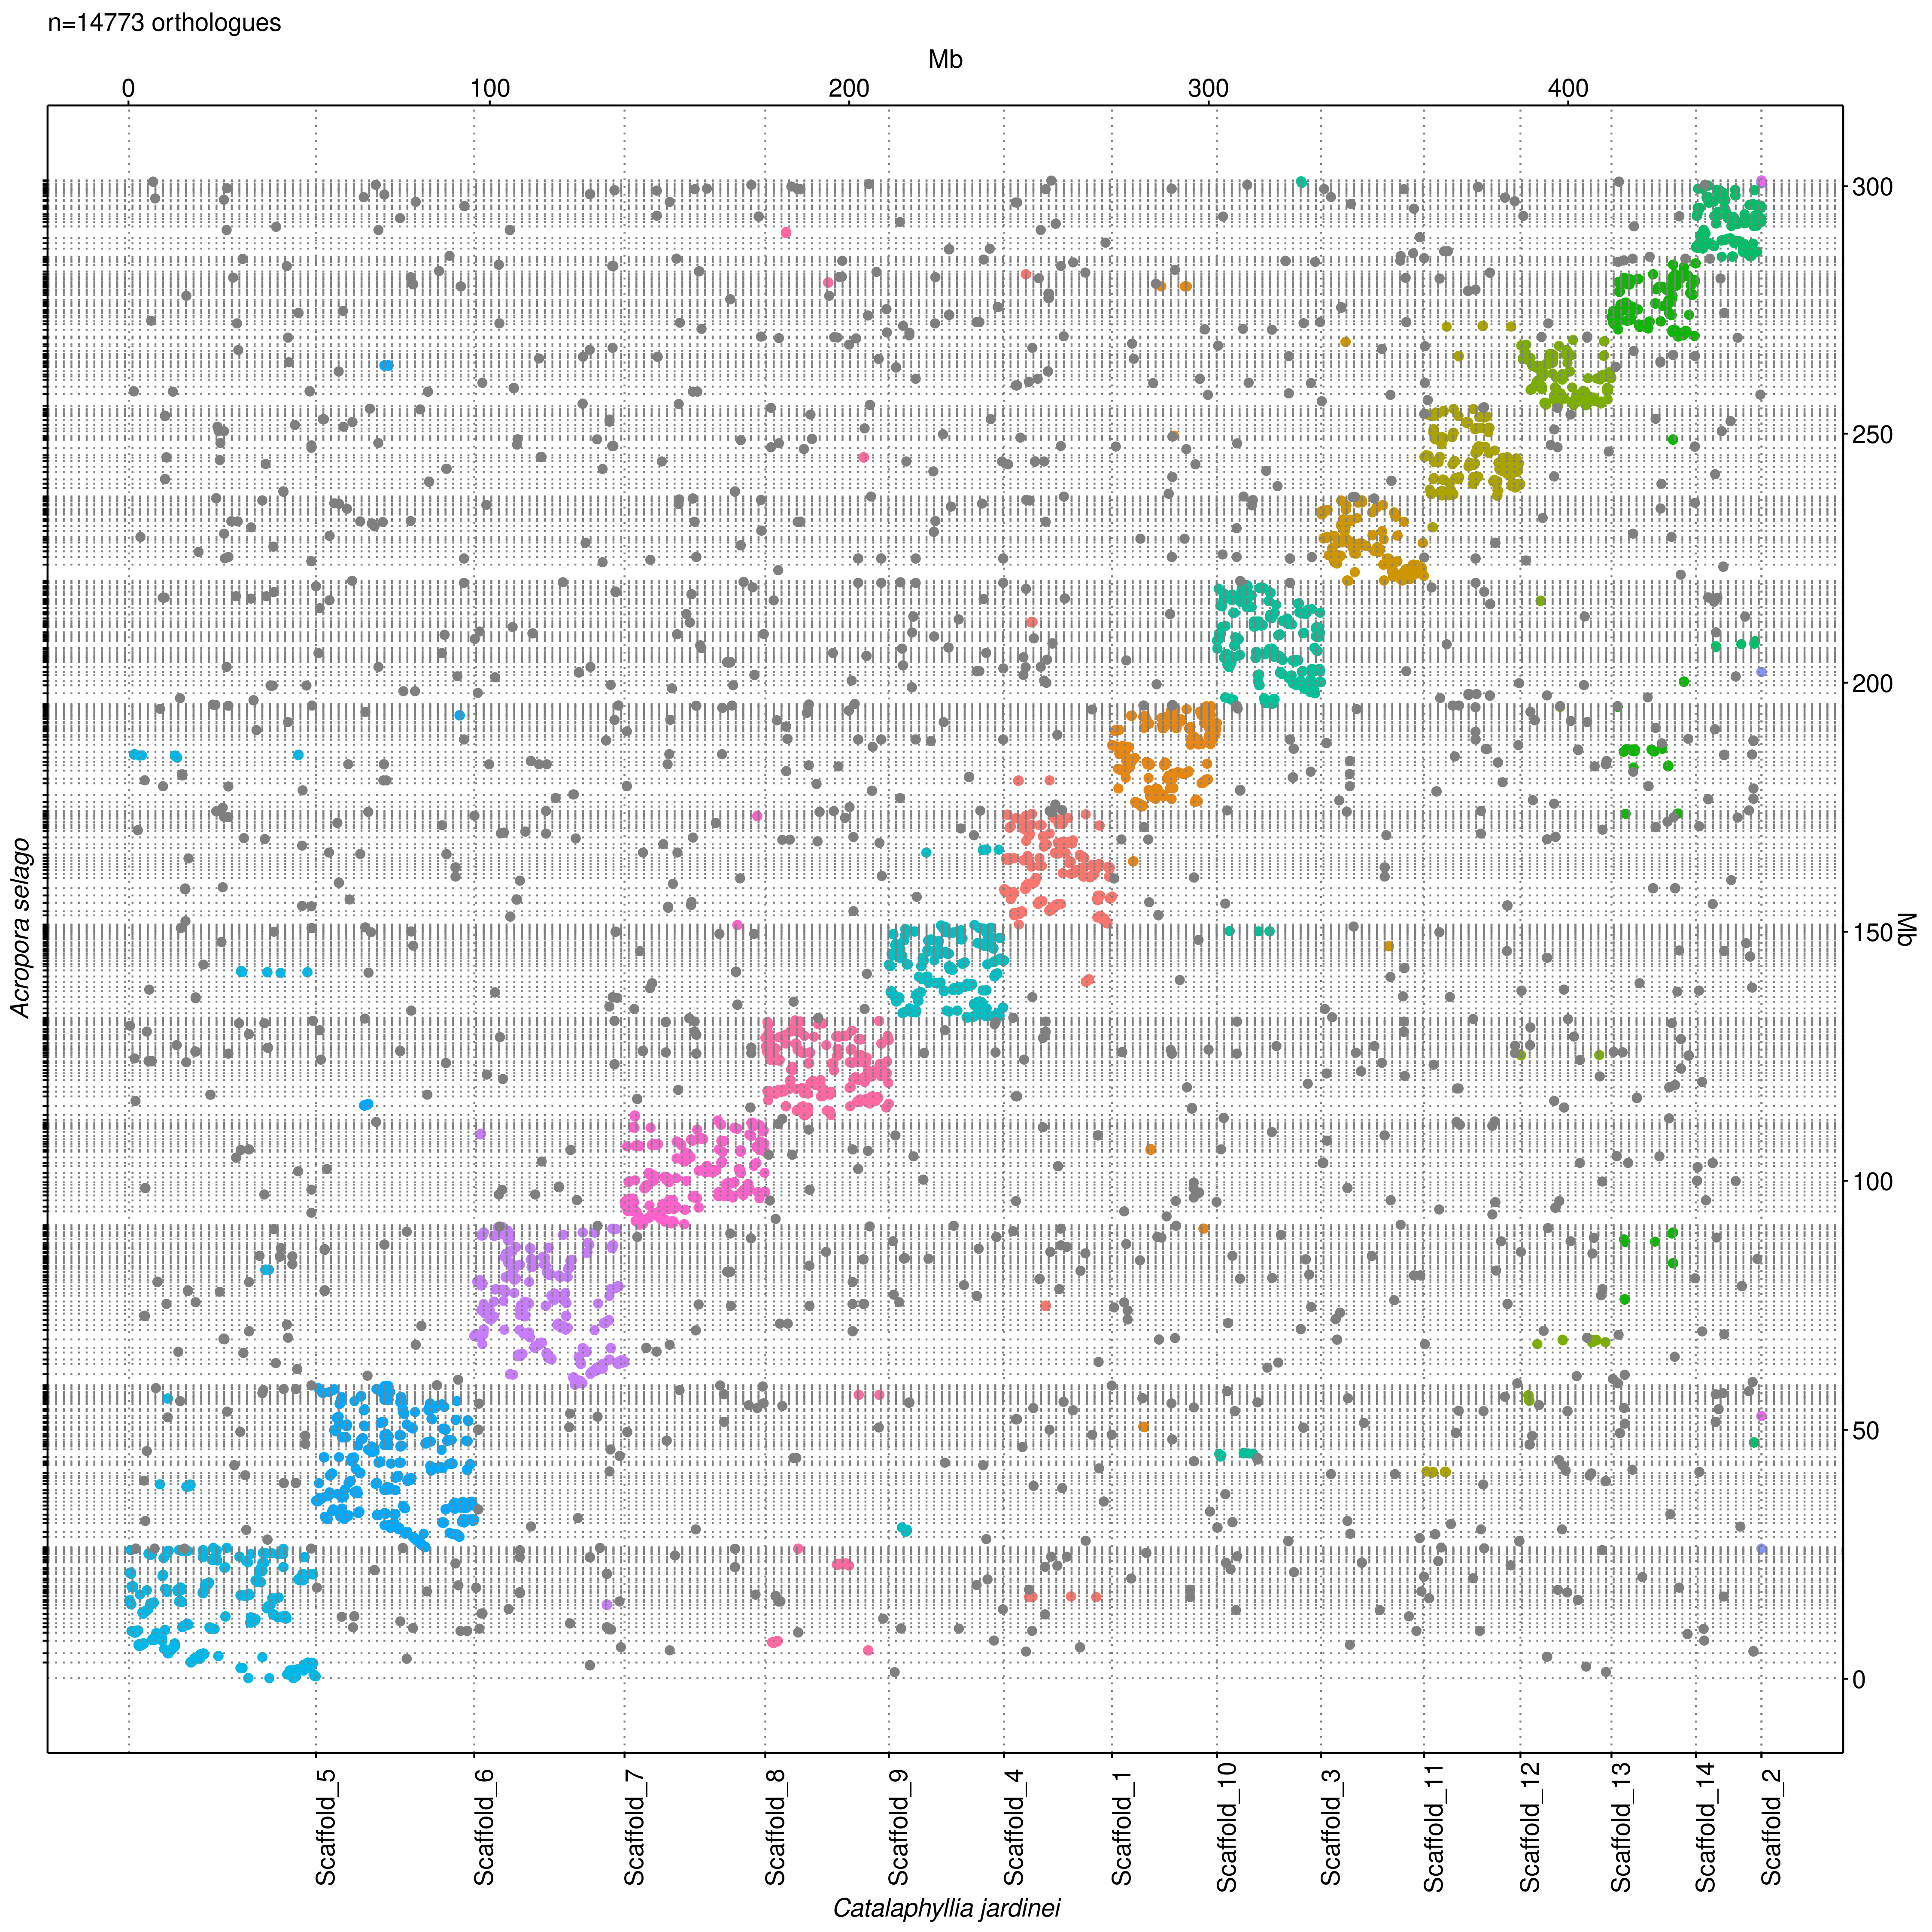 n=14773 orthologues
Mb
0 100 200 300 400
300
250
200
150
100
50
0
Mb
Acropora selago
Scaffold_5 Scaffold_6 Scaffold_7 Scaffold_8 Scaffold_9 Scaffold_4 Scaffold_1 Scaffold_10 Scaffold_3 Scaffold_11 Scaffold_12 Scaffold_13 Scaffold_14 Scaffold_2
Catalaphyllia jardinei